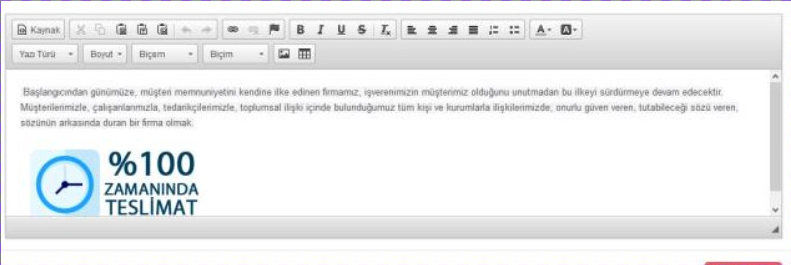 Kaynak
Yazı Türü Boyut Biçem Biçim
Başlangıcından günümüze, müşteri memnuniyetini kendine ilke edinen firmamız, işverenimizin müşterimiz olduğunu unutmadan bu ilkeyi sürdürmeye devam edecektir.
Müşterilerimizle, çalışanlarımızla, tedarikçilerimizle, toplumsal ilişki içinde bulunduğumuz tüm kişi ve kurumlarla ilişkilerimizde, onurlu güven veren, tutabileceği sözü veren,
sözünün arkasında duran bir firma olmak.
%100
ZAMANINDA
TESLİMAT